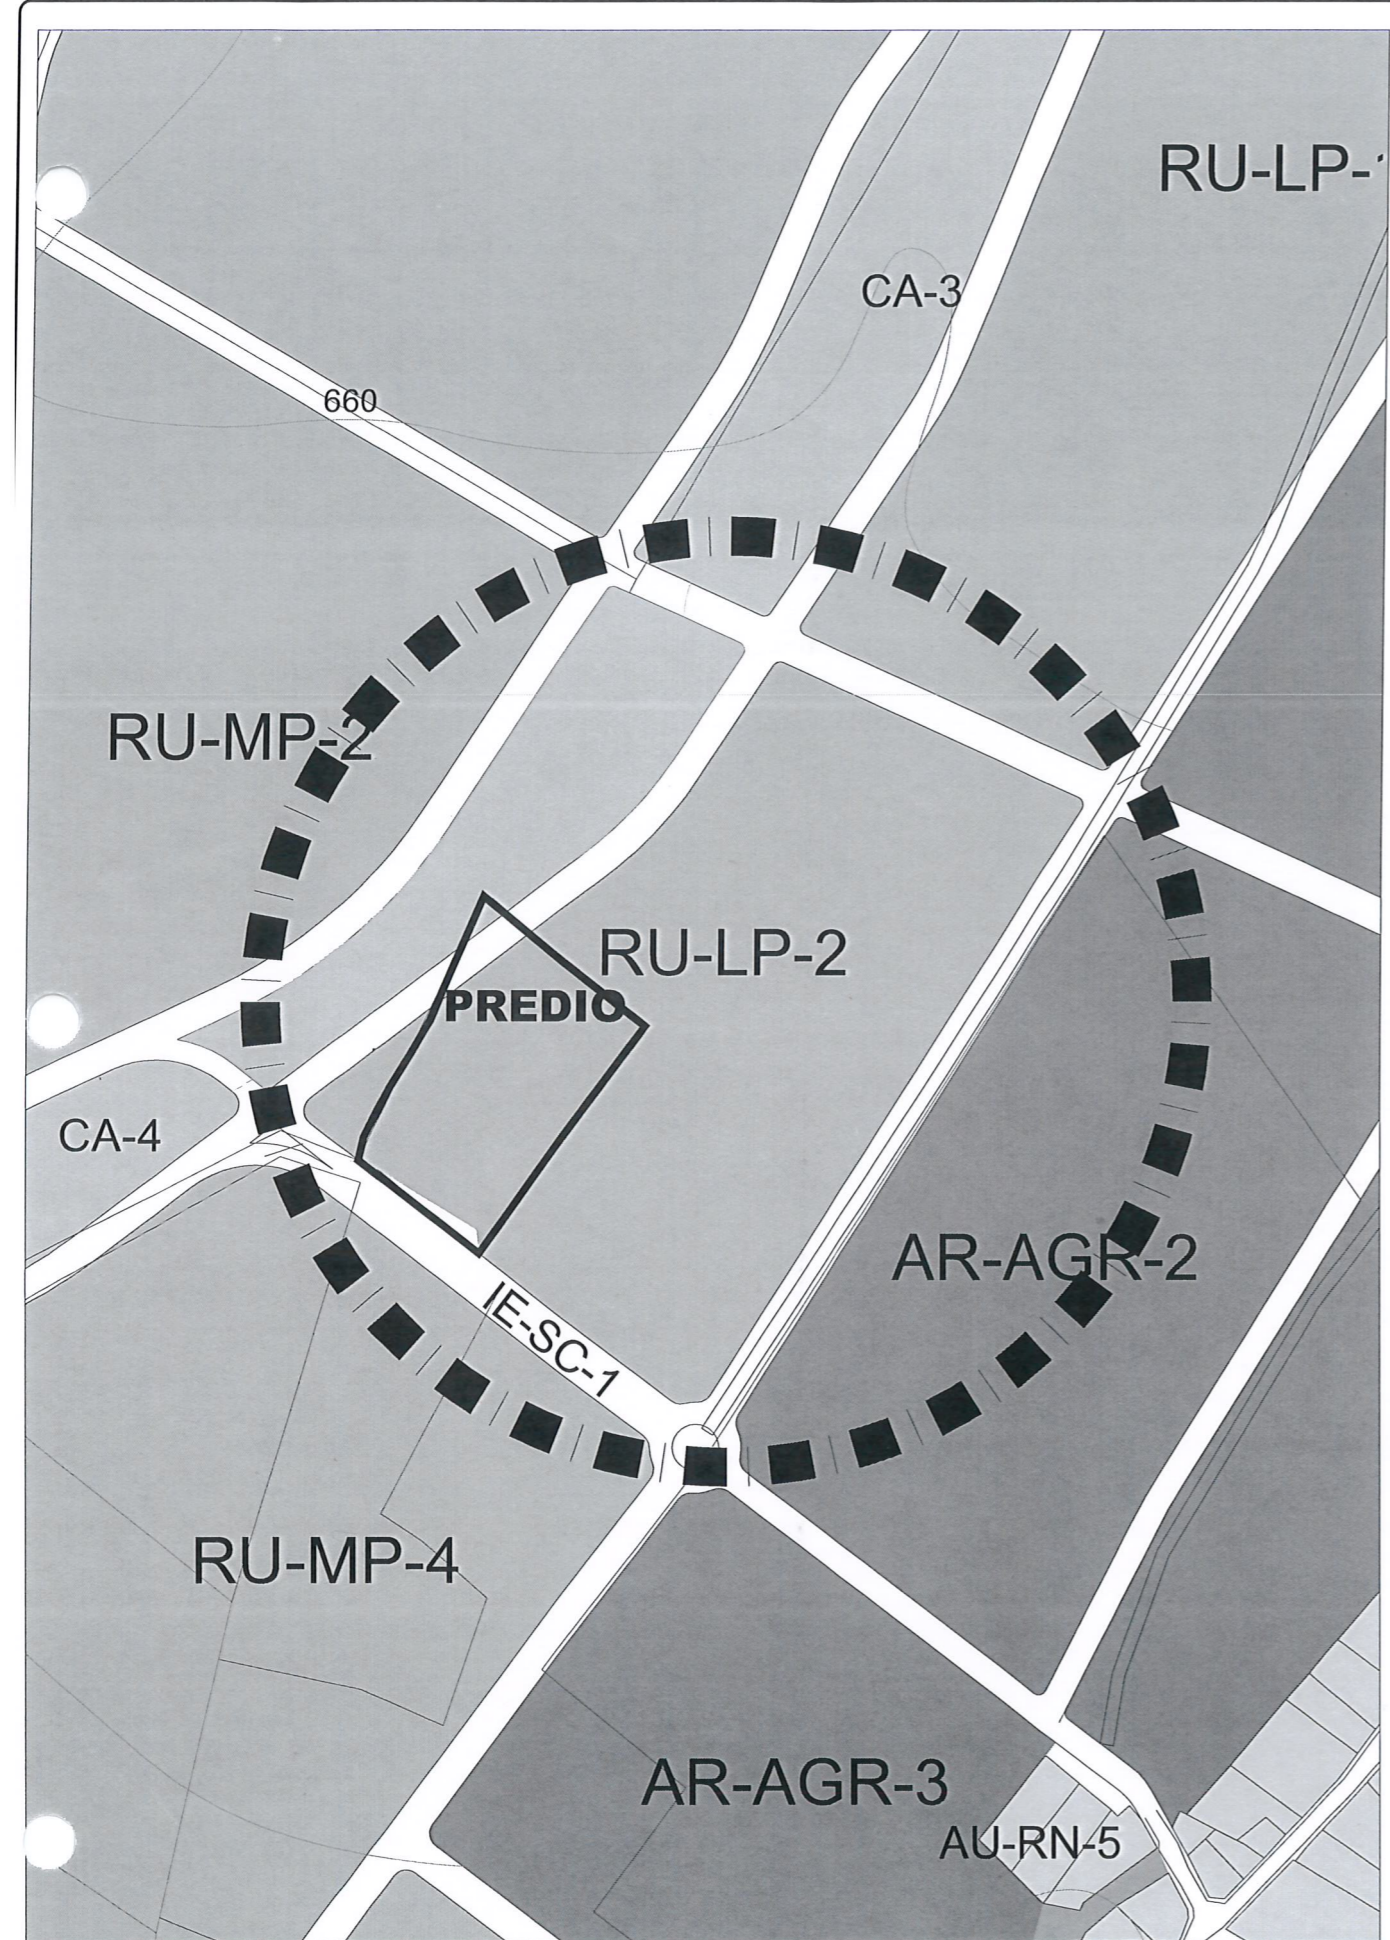 RU-LP-1
CA-3
660
RU-MP-2
RU-LP-2
PREDIO
CA-4
AR-AGR-2
IE-SC-1
RU-MP-4
AR-AGR-3
AU-RN-5